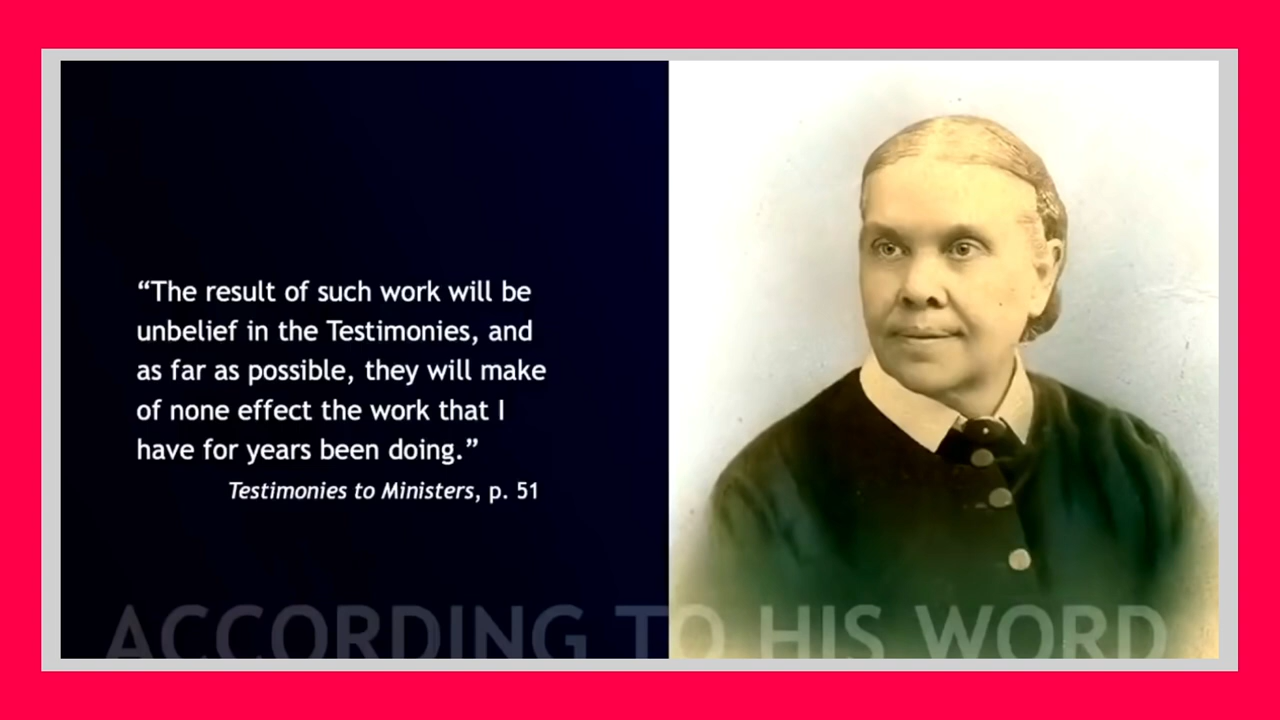 “The result of such work will be
unbelief in the Testimonies, and
as far as possible, they will make
of none effect the work that I
have for years been doing.”
Testimonies to Ministers, p. 51
ACCORDING TO HIS WORD